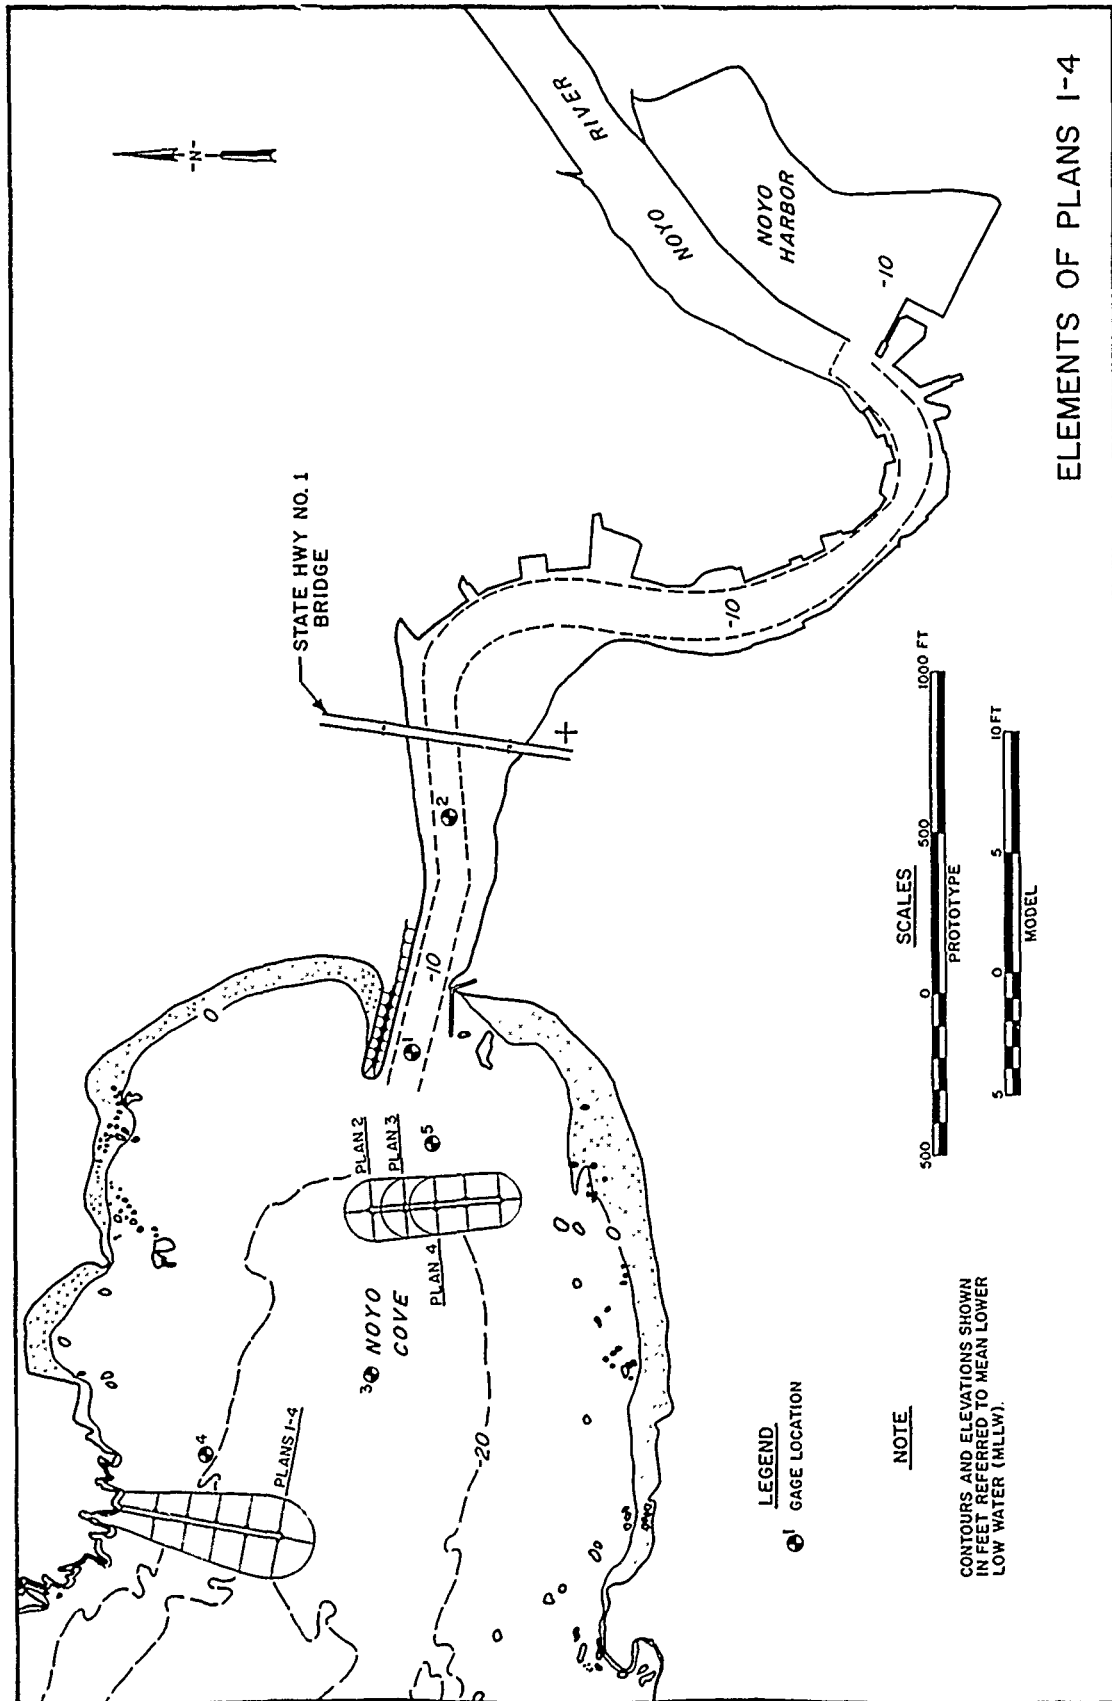 ELEMENTS OF PLANS 1-4
-N-
NOYO RIVER
NOYO
HARBOR
-10
STATE HWY NO. 1
BRIDGE
-10
2
-10
1
0
PLAN 2
PLAN 3
5
PLAN 4
NOYO
COVE
3
4
PLANS 1-4
-20
0
SCALES
500 0 500 1000 FT
PROTOTYPE
5 0 5 10 FT
MODEL
LEGEND
1 GAGE LOCATION
NOTE
CONTOURS AND ELEVATIONS SHOWN
IN FEET REFERRED TO MEAN LOWER
LOW WATER (MLLW).